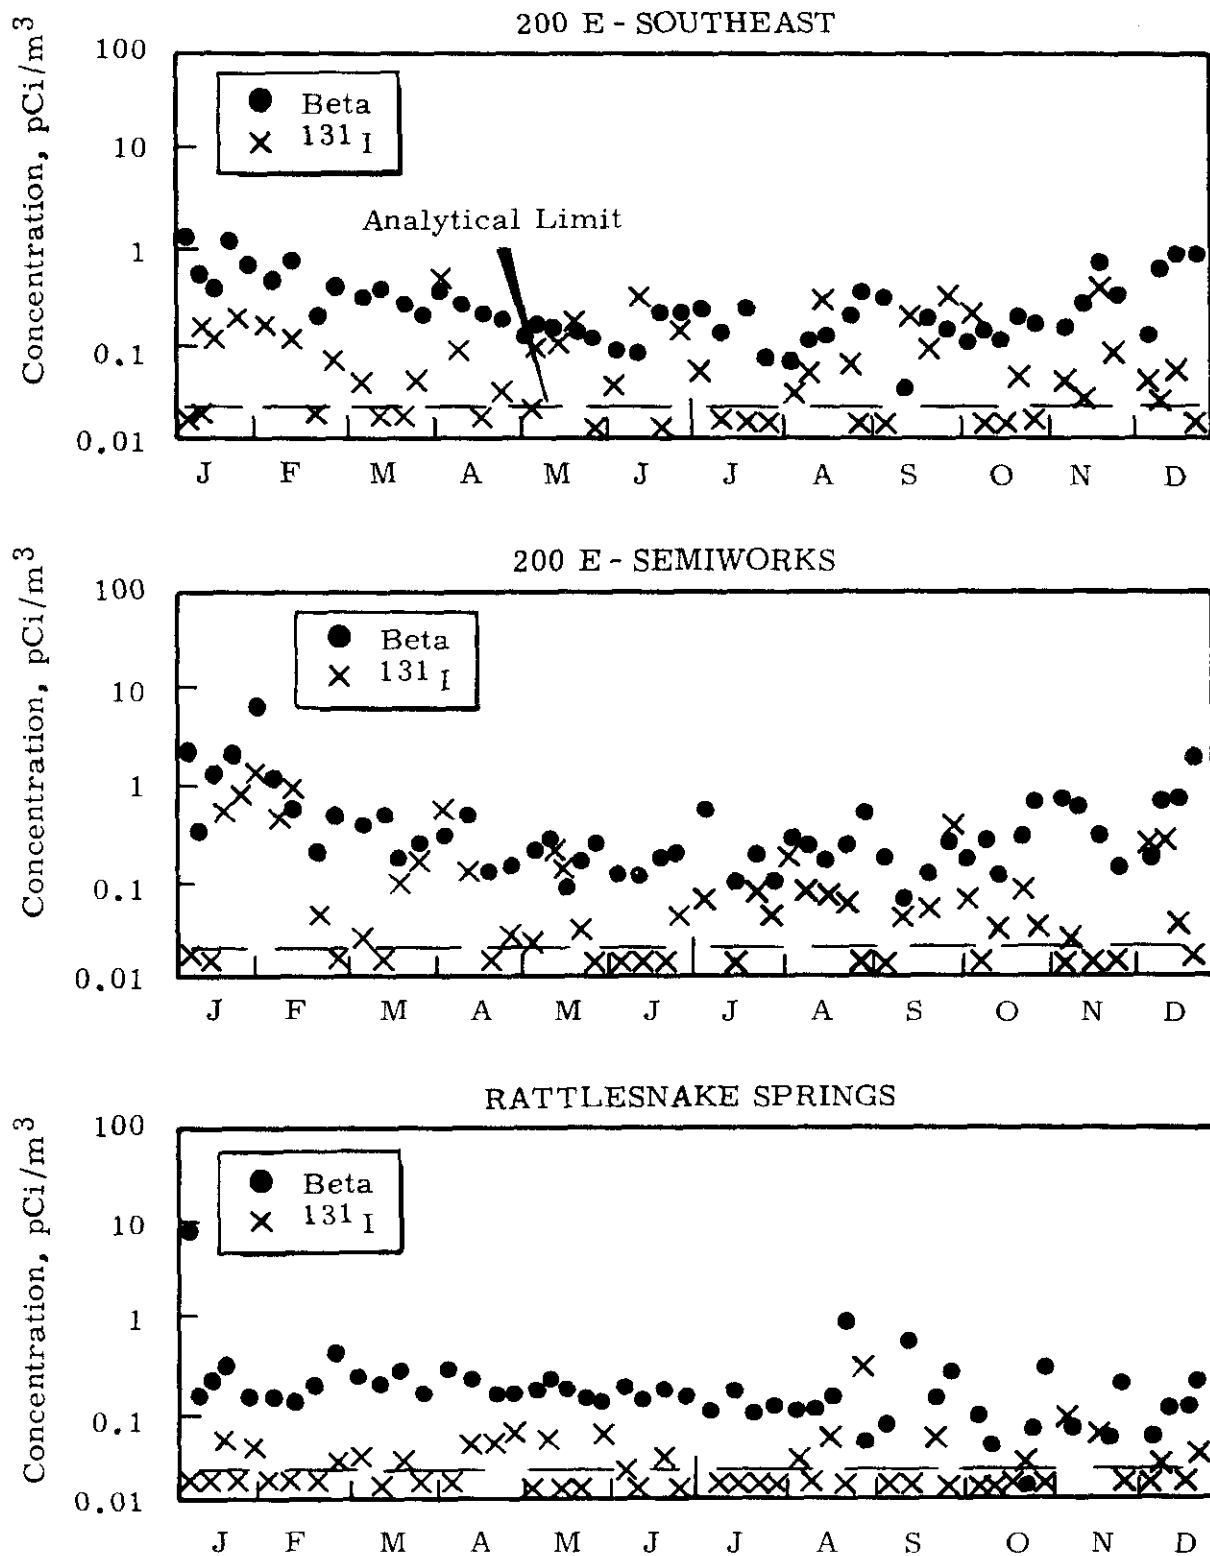 200 E - SOUTHEAST
Concentration, pCi/m³
100
10
1
0.1
0.01
Beta
¹³¹I
Analytical Limit
J F M A M J J A S O N D
200 E - SEMIWORKS
Concentration, pCi/m³
100
10
1
0.1
0.01
Beta
¹³¹I
J F M A M J J A S O N D
RATTLESNAKE SPRINGS
Concentration, pCi/m³
100
10
1
0.1
0.01
Beta
¹³¹I
J F M A M J J A S O N D